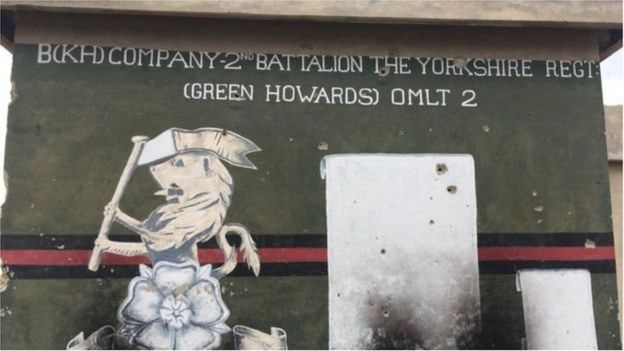 B(KH) COMPANY-2ND BATTALION THE YORKSHIRE REGT:
(GREEN HOWARDS) OMLT 2